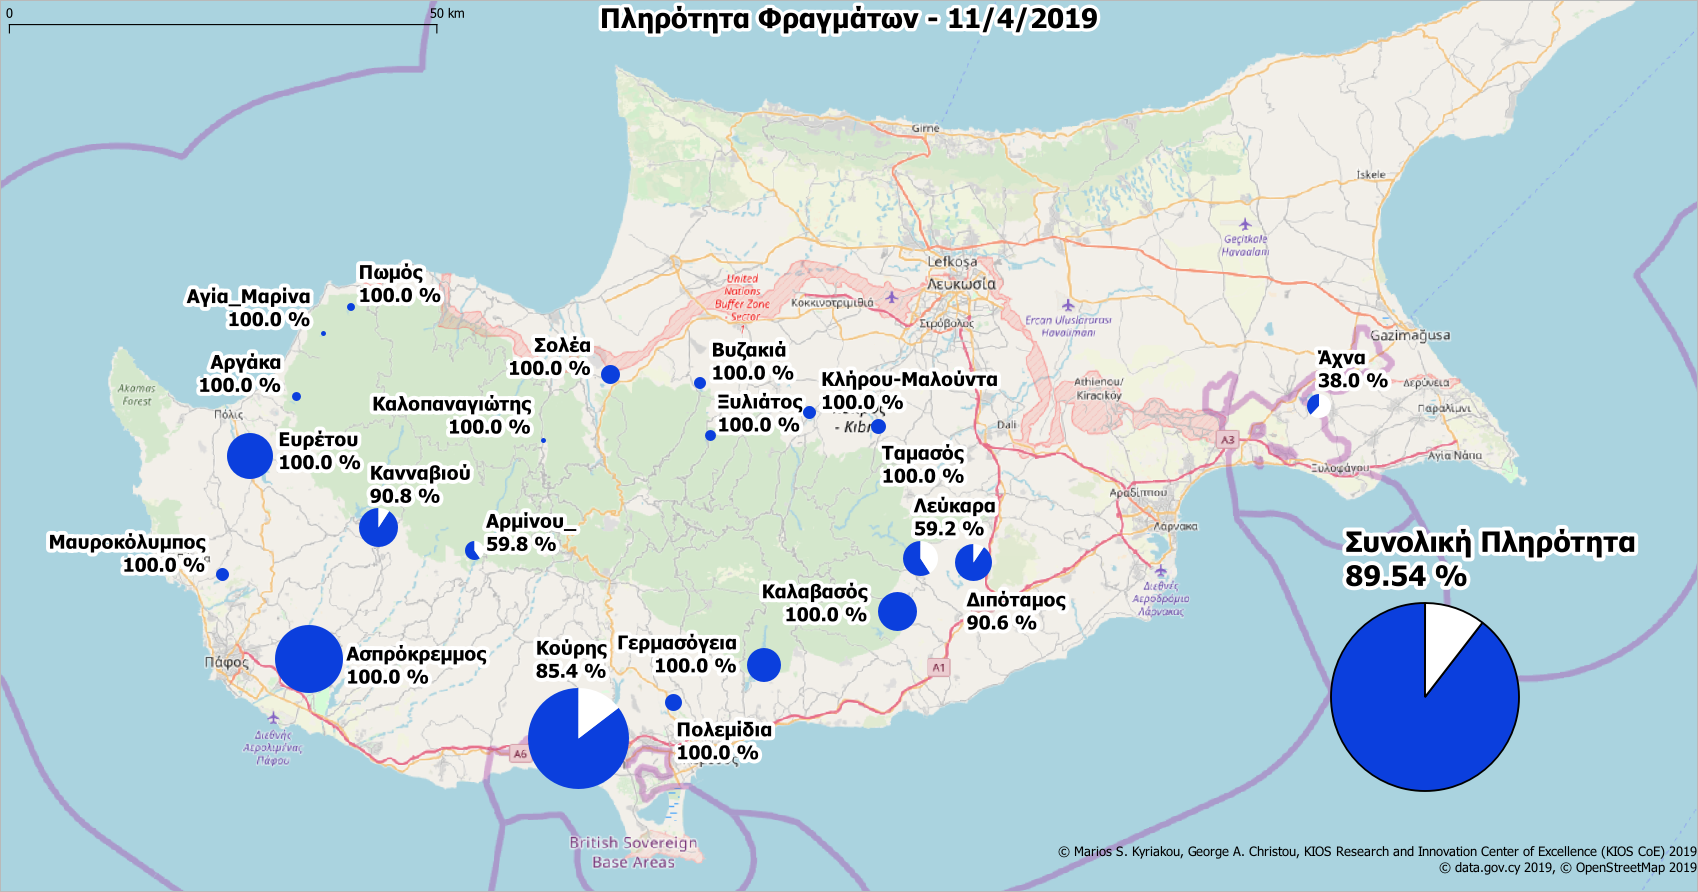 0
50 km
Πληρότητα Φραγμάτων - 11/4/2019
Girne
Iskele
Geçitkale
Havaalanı
Lefkoşa
Λευκωσία
Κοκκινοτριμιθιά
Στρόβολος
United
Nations
Buffer Zone
- Sector
Ercan Uluslararası
Havalimanı
Gazimağusa
Πωμός
100.0 %
Αγία_Μαρίνα
100.0 %
Σολέα
100.0 %
Βυζακιά
100.0 %
Άχνα
38.0 %
Αργάκα
100.0 %
Κλήρου-Μαλούντα
100.0 %
Akamas
Forest
Πόλις
Καλοπαναγιώτης
100.0 %
Ξυλιάτος
100.0 %
Athienou/
Kiracıköy
Δερύνεια
Παραλίμνι
Dali
A3
Ευρέτου
100.0 %
Ταμασός
100.0 %
Αγία Νάπα
Ξυλοφάγου
Κανναβιού
90.8 %
Αραδίππου
Λεύκαρα
59.2 %
Αρμίνου_
59.8 %
Λάρνακα
Μαυροκόλυμπος
100.0 %
Συνολική Πληρότητα
89.54 %
Καλαβασός
100.0 %
Διπόταμος
90.6 %
Διεθνής
Αεροδρόμιο
Λάρνακας
Γερμασόγεια
100.0 %
Κούρης
85.4 %
Πάφος
Ασπρόκρεμμος
100.0 %
A1
Πολεμίδια
100.0 %
Διεθνής
Αερολιμένας
Πάφου
A6
British Sovereign
Base Areas
© Marios S. Kyriakou, George A. Christou, KIOS Research and Innovation Center of Excellence (KIOS CoE) 2019
© data.gov.cy 2019, © OpenStreetMap 2019